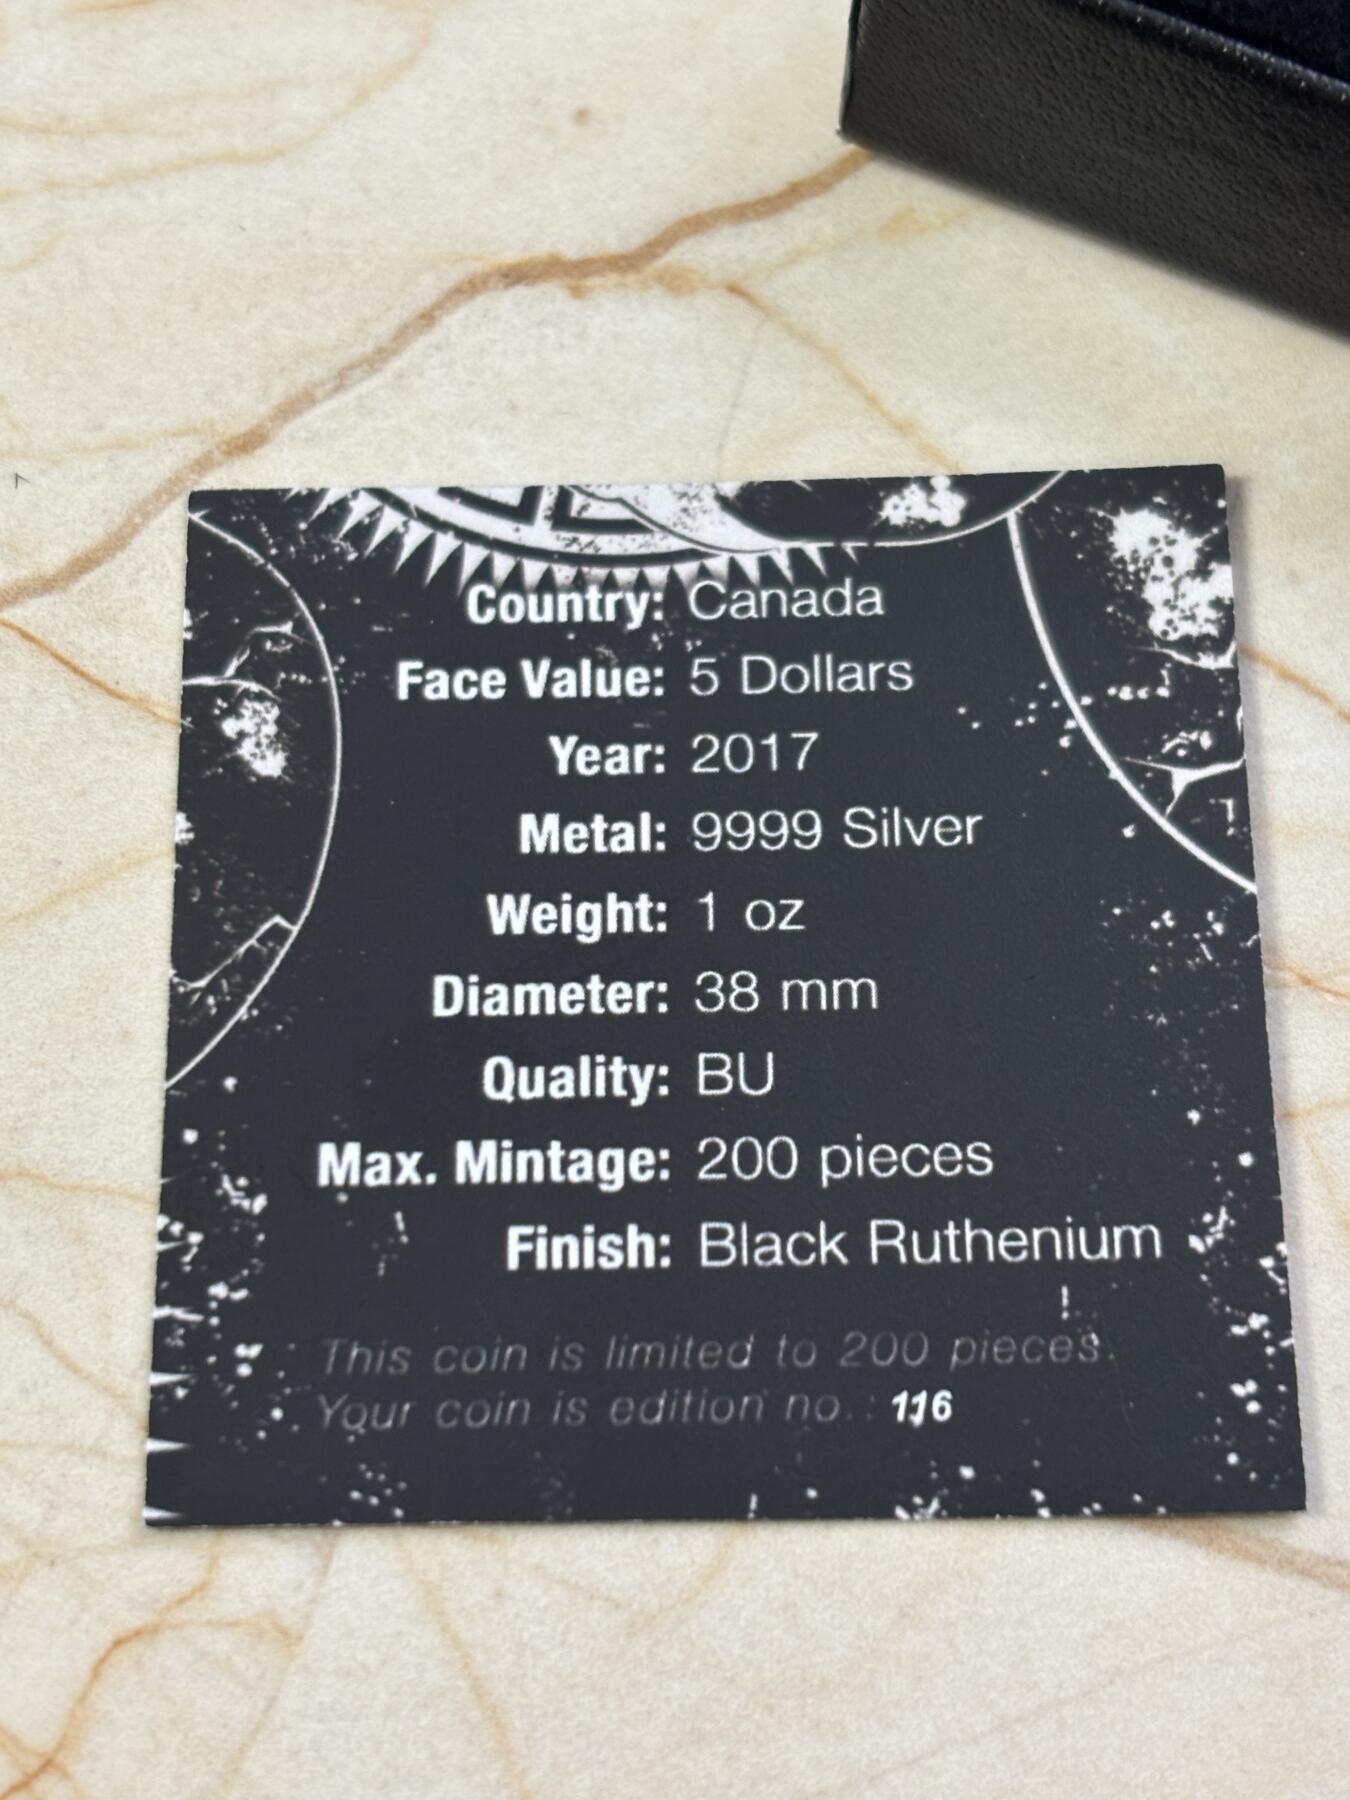 Country: Canada
Face Value: 5 Dollars
Year: 2017
Metal: 9999 Silver
Weight: 1 oz
Diameter: 38 mm
Quality: BU
Max. Mintage: 200 pieces
Finish: Black Ruthenium
This coin is limited to 200 pieces.
Your coin is edition no.: 116